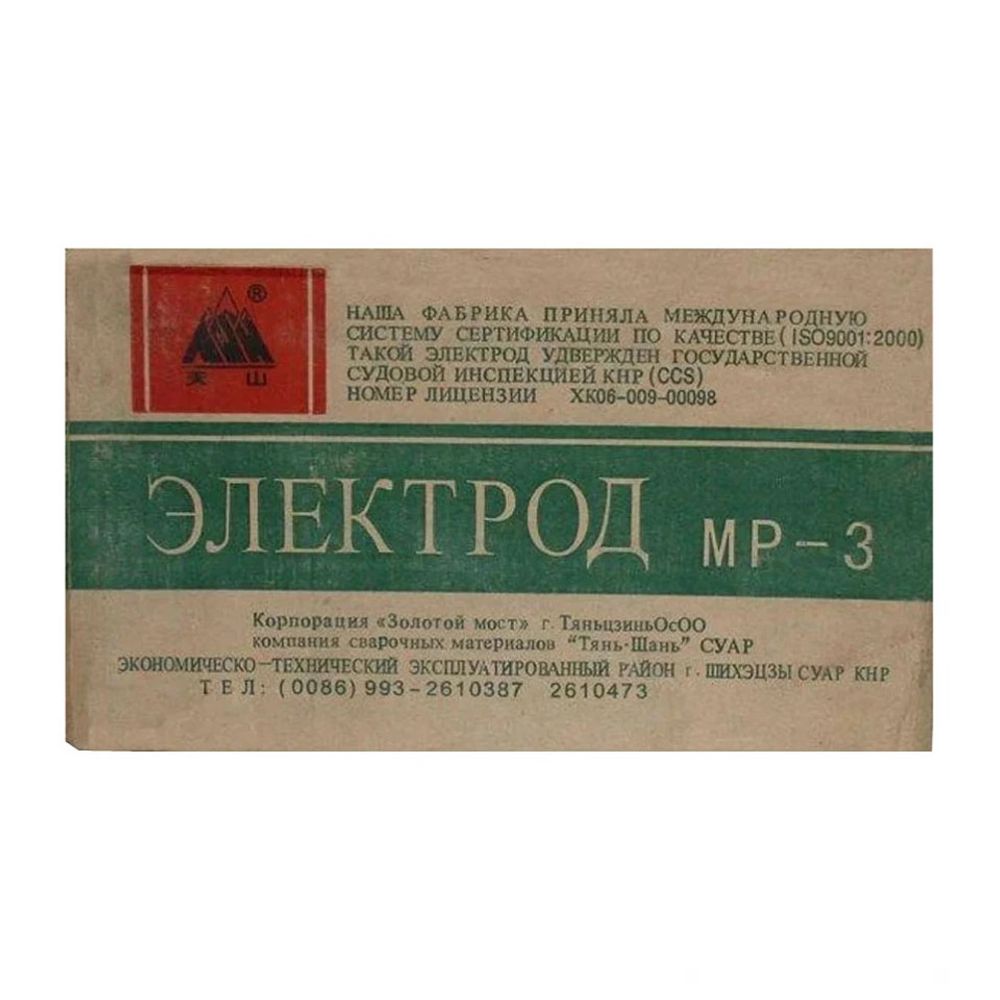 ®
天山
НАША ФАБРИКА ПРИНЯЛА МЕЖДУНАРОДНУЮ
СИСТЕМУ СЕРТИФИКАЦИИ ПО КАЧЕСТВЕ (ISO9001:2000)
ТАКОЙ ЭЛЕКТРОД УДВЕРЖДЕН ГОСУДАРСТВЕННОЙ
СУДОВОЙ ИНСПЕКЦИЕЙ КНР (CCS)
НОМЕР ЛИЦЕНЗИИ XK06-009-00098
ЭЛЕКТРОД МР-3
Корпорация «Золотой мост» г. ТяньцзиньОсОО
компания сварочных материалов "Тянь-Шань" СУАР
ЭКОНОМИЧЕСКО-ТЕХНИЧЕСКИЙ ЭКСПЛУАТИРОВАННЫЙ РАЙОН г. ШИХЭЦЗЫ СУАР КНР
ТЕЛ: (0086) 993-2610387 2610473